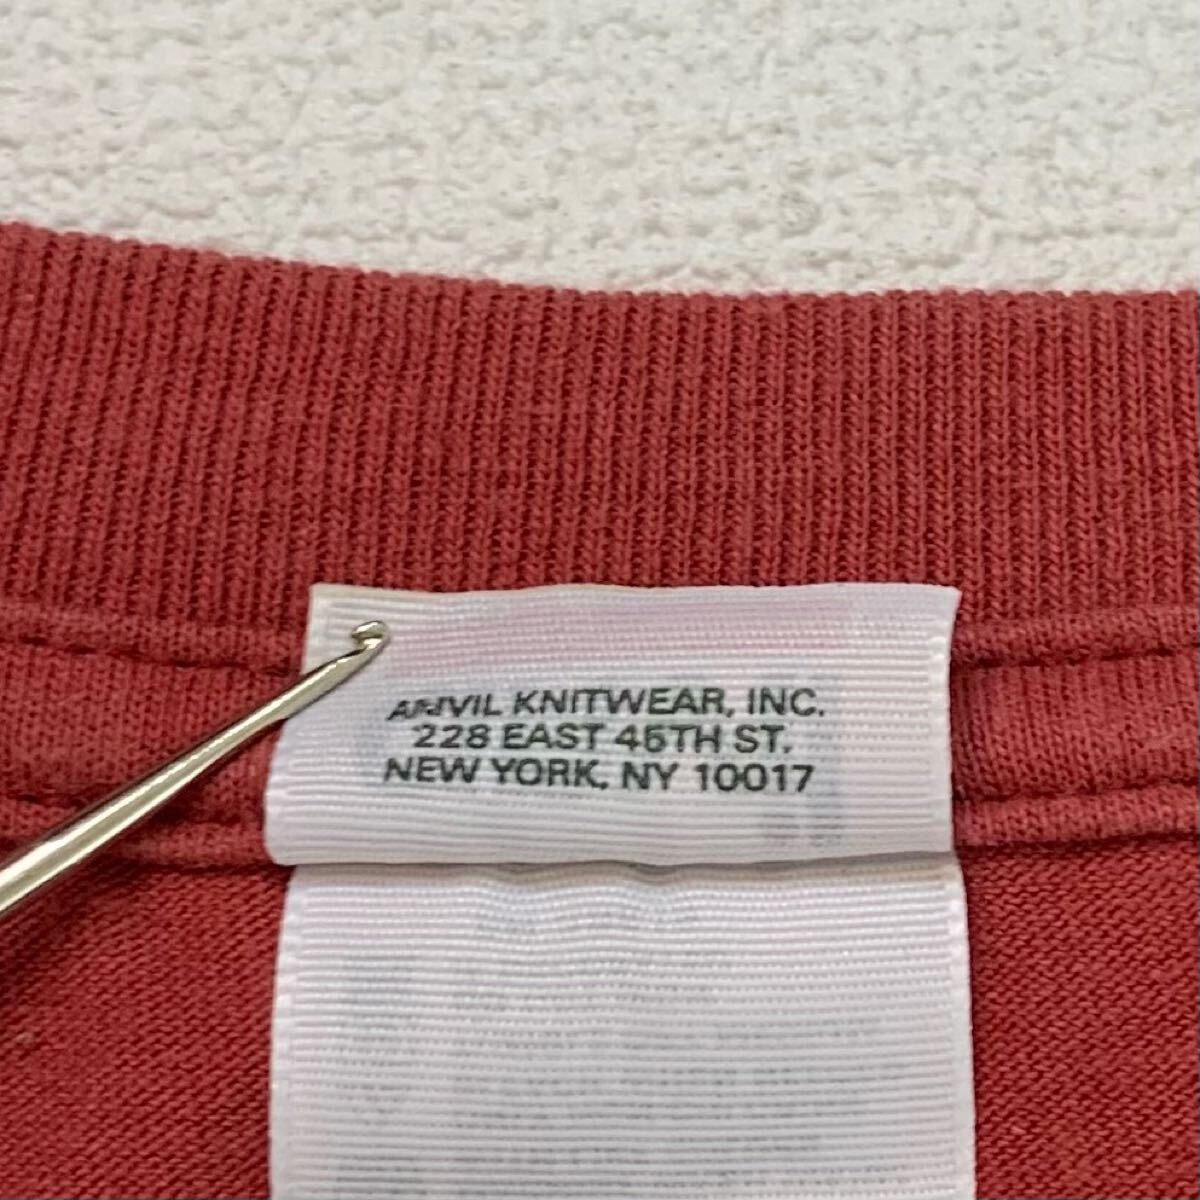 ANVIL KNITWEAR, INC.
228 EAST 45TH ST.
NEW YORK, NY 10017